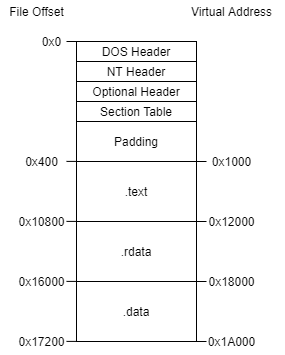 File Offset Virtual Address
0x0
DOS Header
NT Header
Optional Header
Section Table
Padding
0x400 0x1000
.text
0x10800 0x12000
.rdata
0x16000 0x18000
.data
0x17200 0x1A000